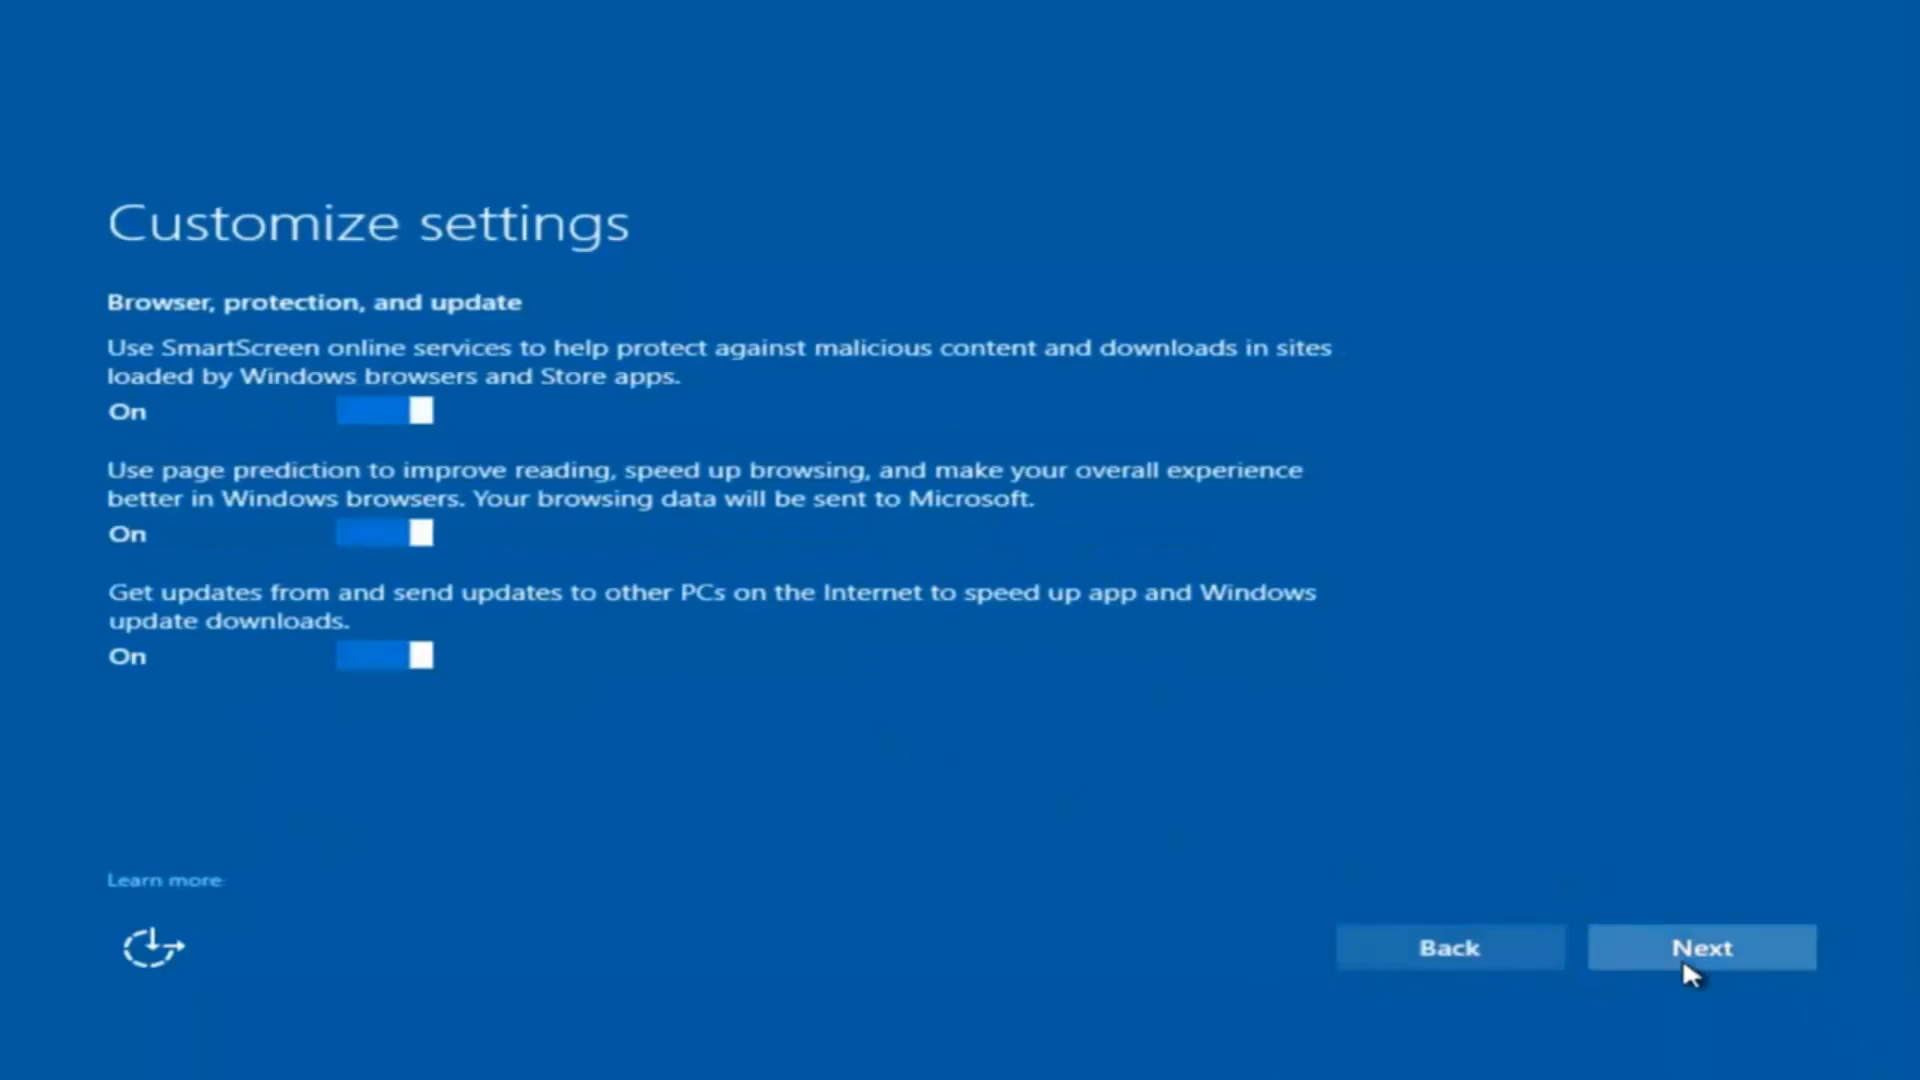 Customize settings
Browser, protection, and update
Use SmartScreen online services to help protect against malicious content and downloads in sites
loaded by Windows browsers and Store apps.
On
Use page prediction to improve reading, speed up browsing, and make your overall experience
better in Windows browsers. Your browsing data will be sent to Microsoft.
On
Get updates from and send updates to other PCs on the Internet to speed up app and Windows
update downloads.
On
Learn more
Back
Next